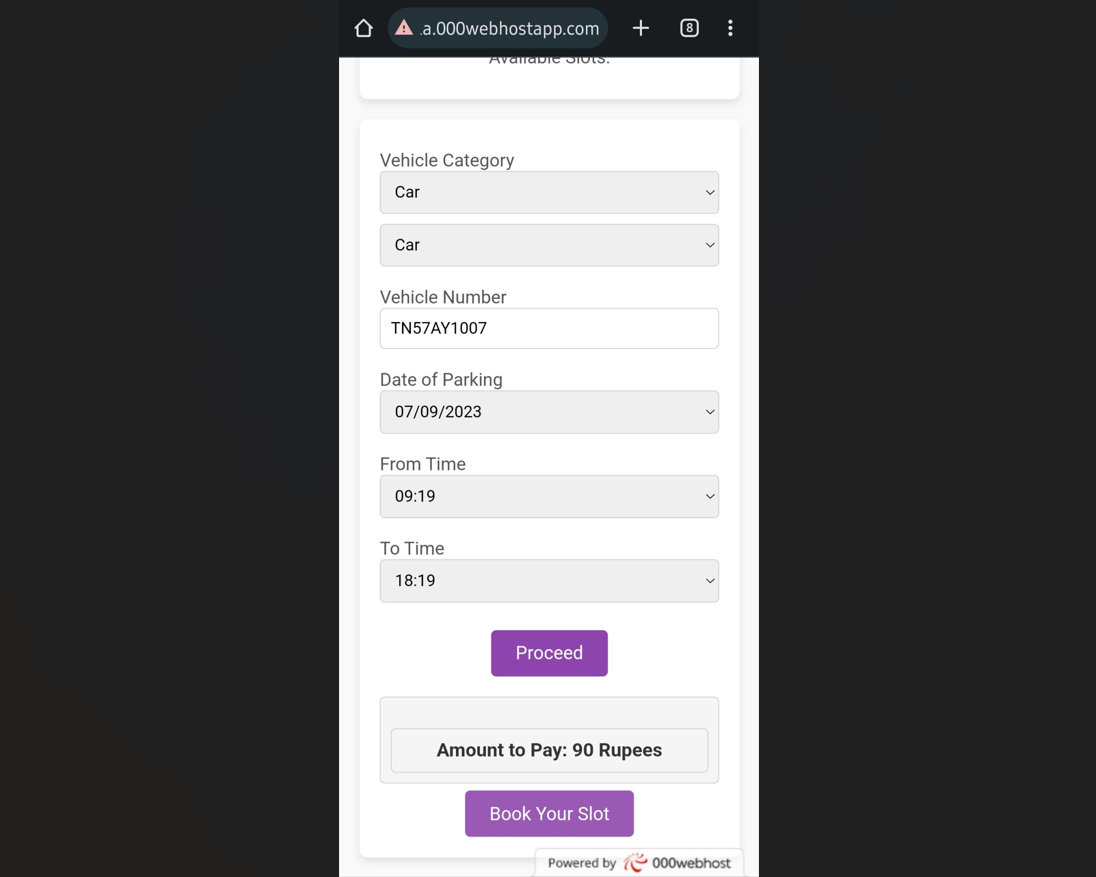 .a.000webhostapp.com
8
Available Slots:
Vehicle Category
Car
Car
Vehicle Number
TN57AY1007
Date of Parking
07/09/2023
From Time
09:19
To Time
18:19
Proceed
Amount to Pay: 90 Rupees
Book Your Slot
Powered by 000webhost